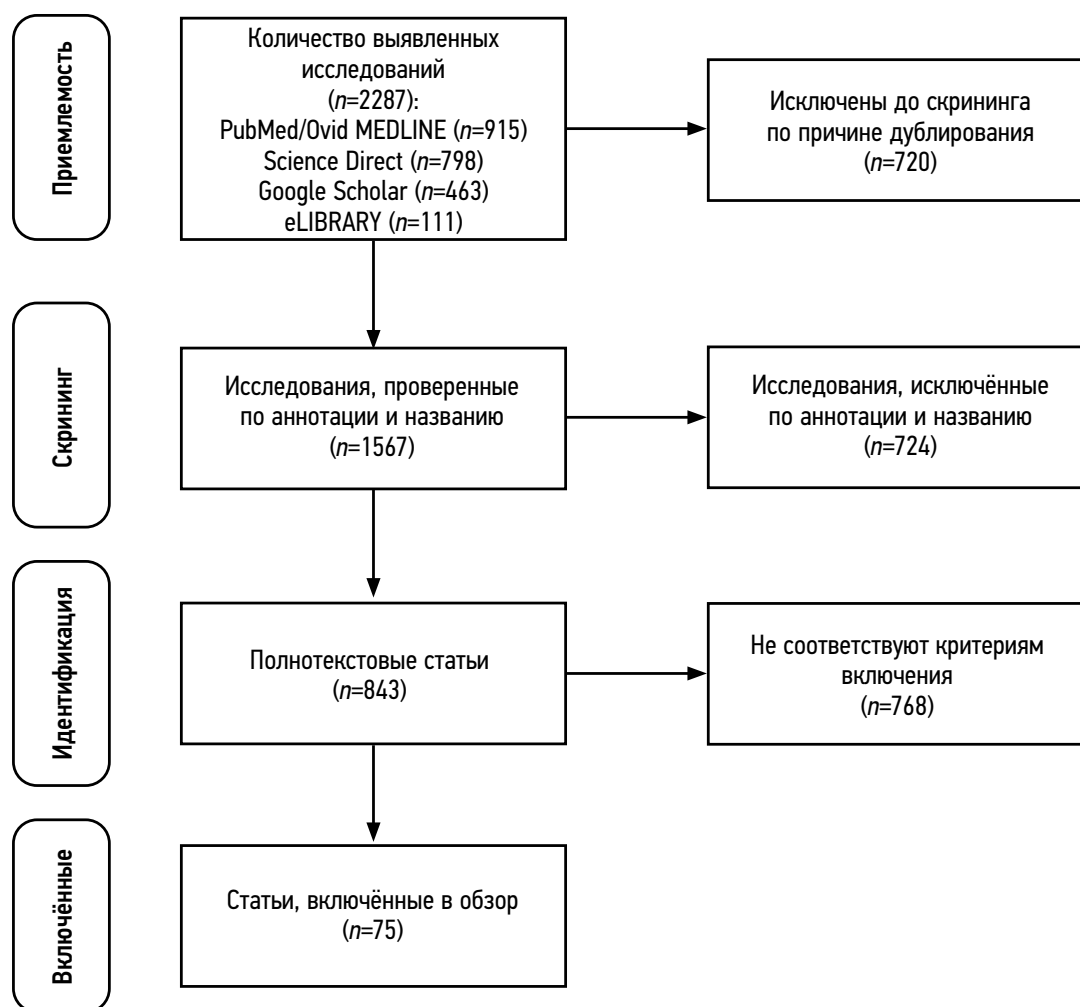 Приемлемость
Количество выявленных
исследований
(n=2287):
PubMed/Ovid MEDLINE (n=915)
Science Direct (n=798)
Google Scholar (n=463)
eLIBRARY (n=111)
Исключены до скрининга
по причине дублирования
(n=720)
Скрининг
Исследования, проверенные
по аннотации и названию
(n=1567)
Исследования, исключённые
по аннотации и названию
(n=724)
Идентификация
Полнотекстовые статьи
(n=843)
Не соответствуют критериям
включения
(n=768)
Включённые
Статьи, включённые в обзор
(n=75)